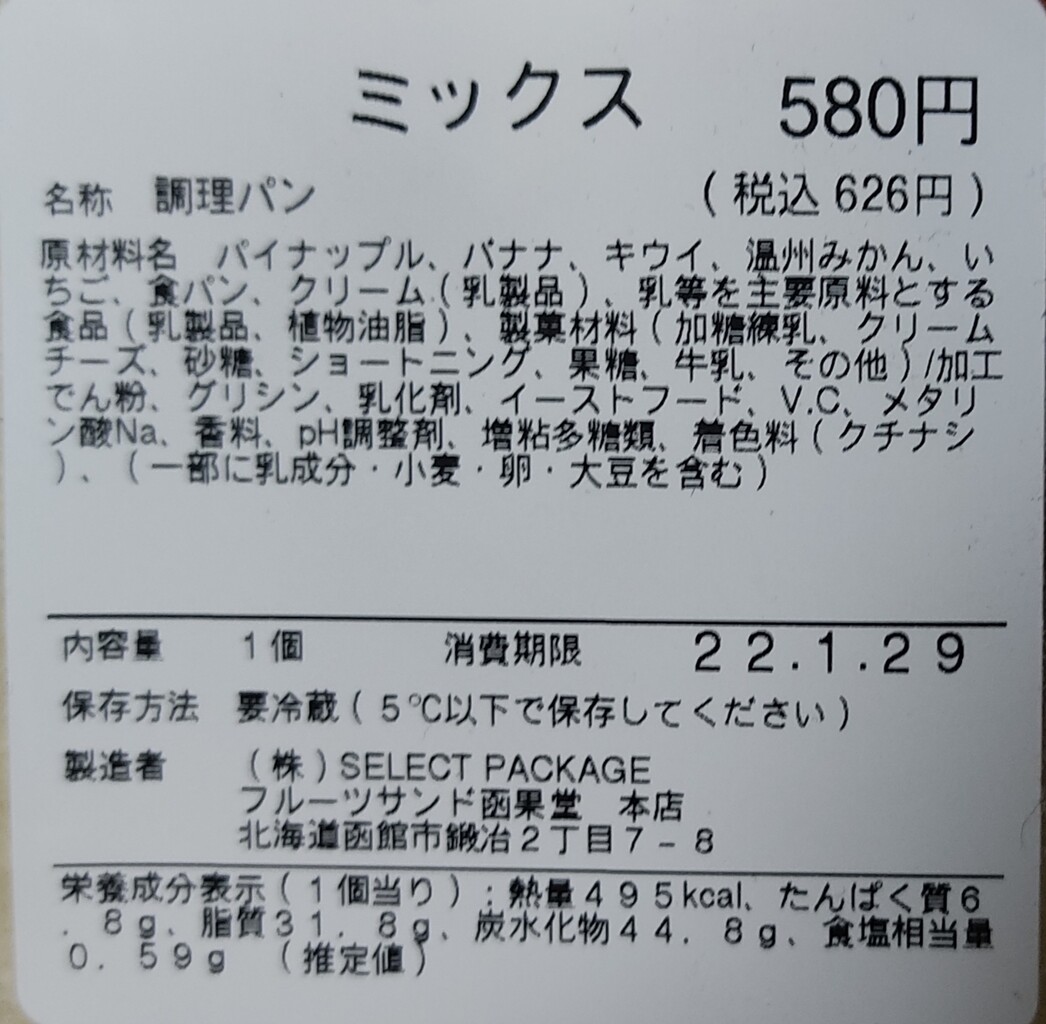 ミックス 580円
名称 調理パン (税込626円)
原材料名 パイナップル、バナナ、キウイ、温州みかん、い
ちご、食パン、クリーム(乳製品)、乳等を主要原料とする
食品(乳製品、植物油脂)、製菓材料(加糖練乳、クリーム
チーズ、砂糖、ショートニング、果糖、牛乳、その他)/加工
でん粉、グリシン、乳化剤、イーストフード、V.C、メタリ
ン酸Na、香料、pH調整剤、増粘多糖類、着色料(クチナシ
)、(一部に乳成分・小麦・卵・大豆を含む)
内容量 1個 消費期限 22.1.29
保存方法 要冷蔵(5℃以下で保存してください)
製造者 (株)SELECT PACKAGE
フルーツサンド函果堂 本店
北海道函館市鍛冶2丁目7-8
栄養成分表示(1個当り):熱量495kcal、たんぱく質6
.8g、脂質31.8g、炭水化物44.8g、食塩相当量
0.59g (推定値)